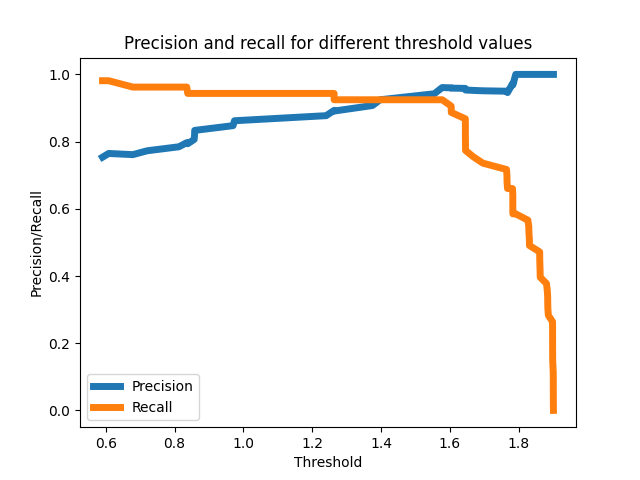 Precision and recall for different threshold values
Precision/Recall
1.0
0.8
0.6
0.4
0.2
0.0
Precision
Recall
0.6 0.8 1.0 1.2 1.4 1.6 1.8
Threshold